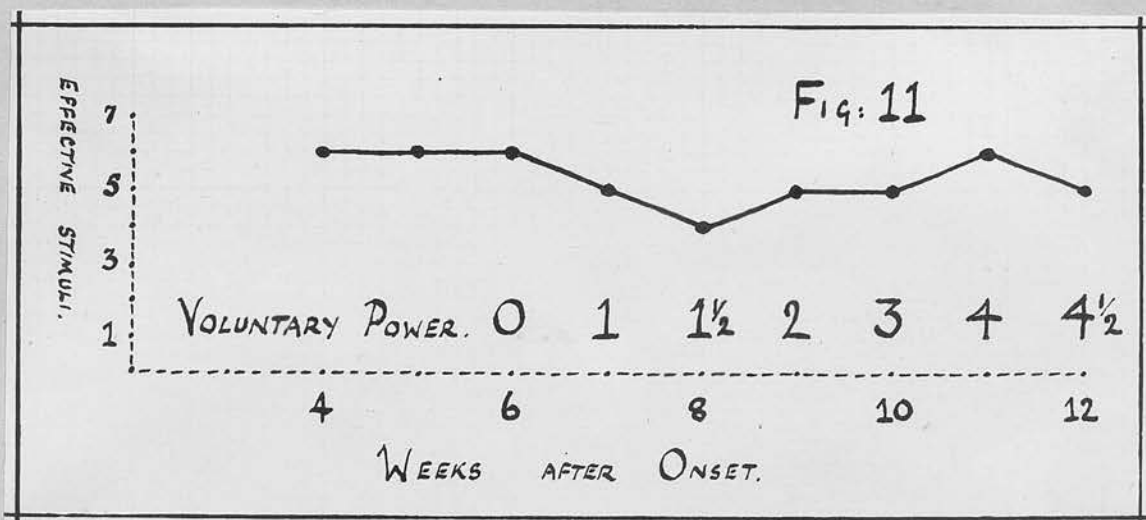 Fig: 11
EFFECTIVE STIMULI.
7
5
3
1
VOLUNTARY POWER. 0 1 1½ 2 3 4 4½
4 6 8 10 12
WEEKS AFTER ONSET.